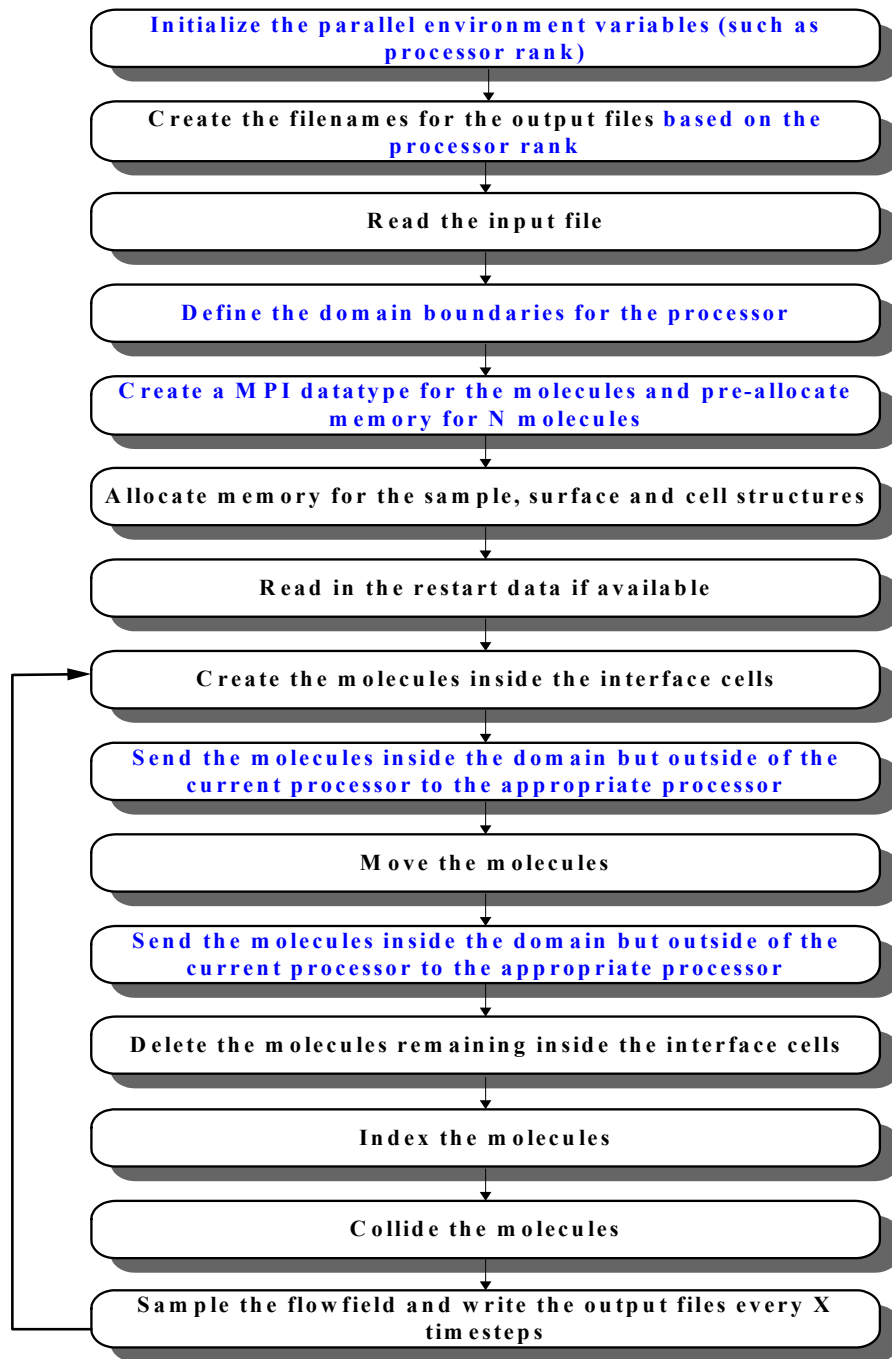 Initialize the parallel environment variables (such as
processor rank)
Create the filenames for the output files based on the
processor rank
Read the input file
Define the domain boundaries for the processor
Create a MPI datatype for the molecules and pre-allocate
memory for N molecules
Allocate memory for the sample, surface and cell structures
Read in the restart data if available
Create the molecules inside the interface cells
Send the molecules inside the domain but outside of the
current processor to the appropriate processor
Move the molecules
Send the molecules inside the domain but outside of the
current processor to the appropriate processor
Delete the molecules remaining inside the interface cells
Index the molecules
Collide the molecules
Sample the flowfield and write the output files every X
timesteps